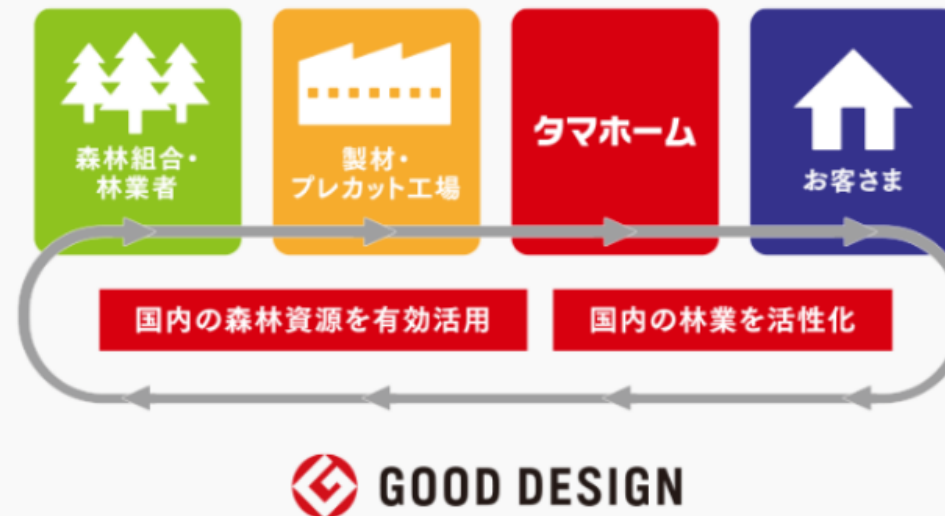 森林組合・
林業者
製材・
プレカット工場
タマホーム
お客さま
国内の森林資源を有効活用
国内の林業を活性化
GOOD DESIGN